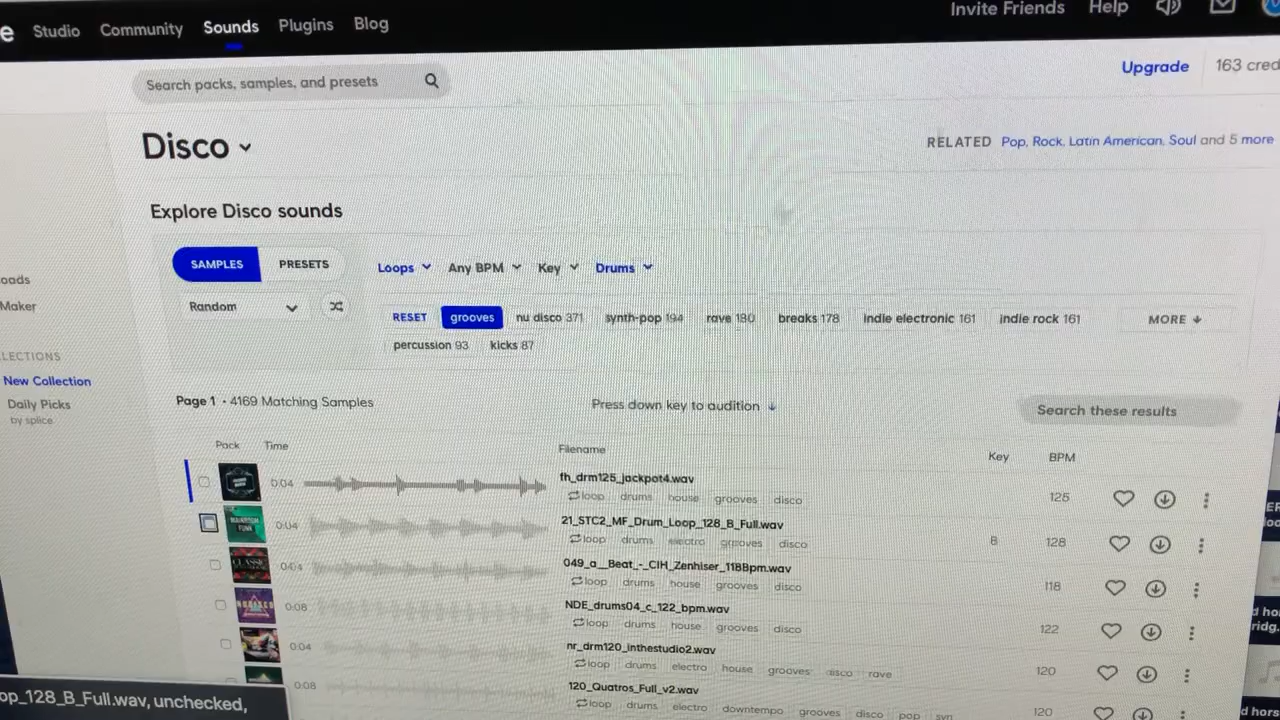 Studio Community Sounds Plugins Blog Invite Friends Help
Search packs, samples, and presets
Upgrade 163 cred
Disco
RELATED Pop, Rock, Latin American, Soul and 5 more
Explore Disco sounds
SAMPLES PRESETS Loops Any BPM Key Drums
Random
RESET grooves nu disco 371 synth-pop 194 rave 180 breaks 178 indie electronic 161 indie rock 161 MORE
percussion 93 kicks 87
oads
Maker
LECTIONS
New Collection
Daily Picks
by splice
Page 1 • 4169 Matching Samples
Press down key to audition
Search these results
Pack Time Filename Key BPM
0:04 fh_drm125_jackpot4.wav 125
loop drums house grooves disco
0:04 21_STC2_MF_Drum_Loop_128_B_Full.wav B 128
loop drums electro grooves disco
0:04 049_a__Beat_-_CIH_Zenhiser_118Bpm.wav 118
loop drums house grooves disco
0:08 NDE_drums04_c_122_bpm.wav 122
loop drums house grooves disco
0:04 nr_drm120_inthestudio2.wav 120
loop drums electro house grooves disco rave
0:08 120_Quatros_Full_v2.wav 120
loop drums electro downtempo grooves disco pop syn
op_128_B_Full.wav, unchecked,
d ho
ridg.
d hors